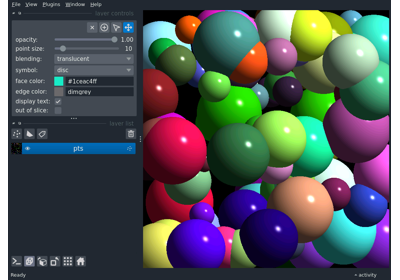 File View Plugins Window Help
layer controls
opacity: 1.00
point size: 10
blending: translucent
symbol: disc
face color: #1ceac4ff
edge color: dimgrey
display text:
out of slice:
layer list
pts
Ready
activity